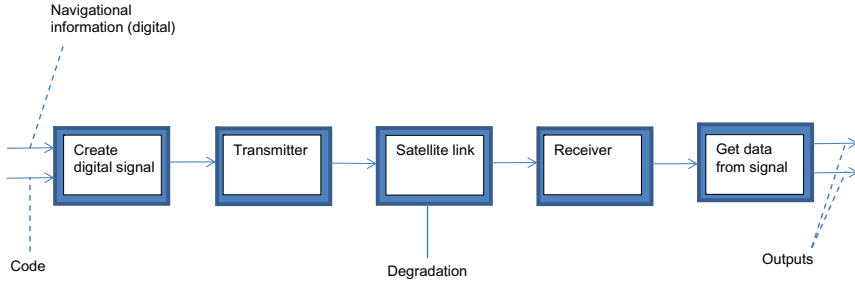 Navigational
information (digital)
Create
digital signal
Transmitter
Satellite link
Receiver
Get data
from signal
Code
Degradation
Outputs